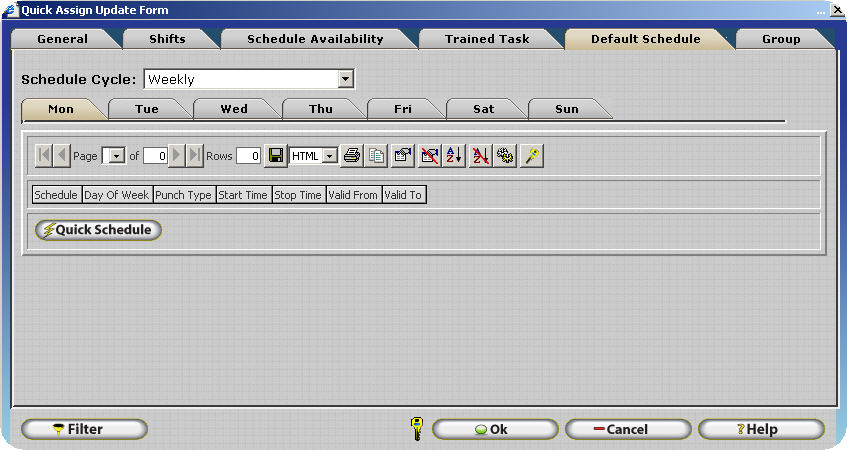 Quick Assign Update Form ...
General Shifts Schedule Availability Trained Task Default Schedule Group
Schedule Cycle: Weekly
Mon Tue Wed Thu Fri Sat Sun
Page of 0 Rows 0 HTML
Schedule Day Of Week Punch Type Start Time Stop Time Valid From Valid To
Quick Schedule
Filter Ok Cancel ? Help